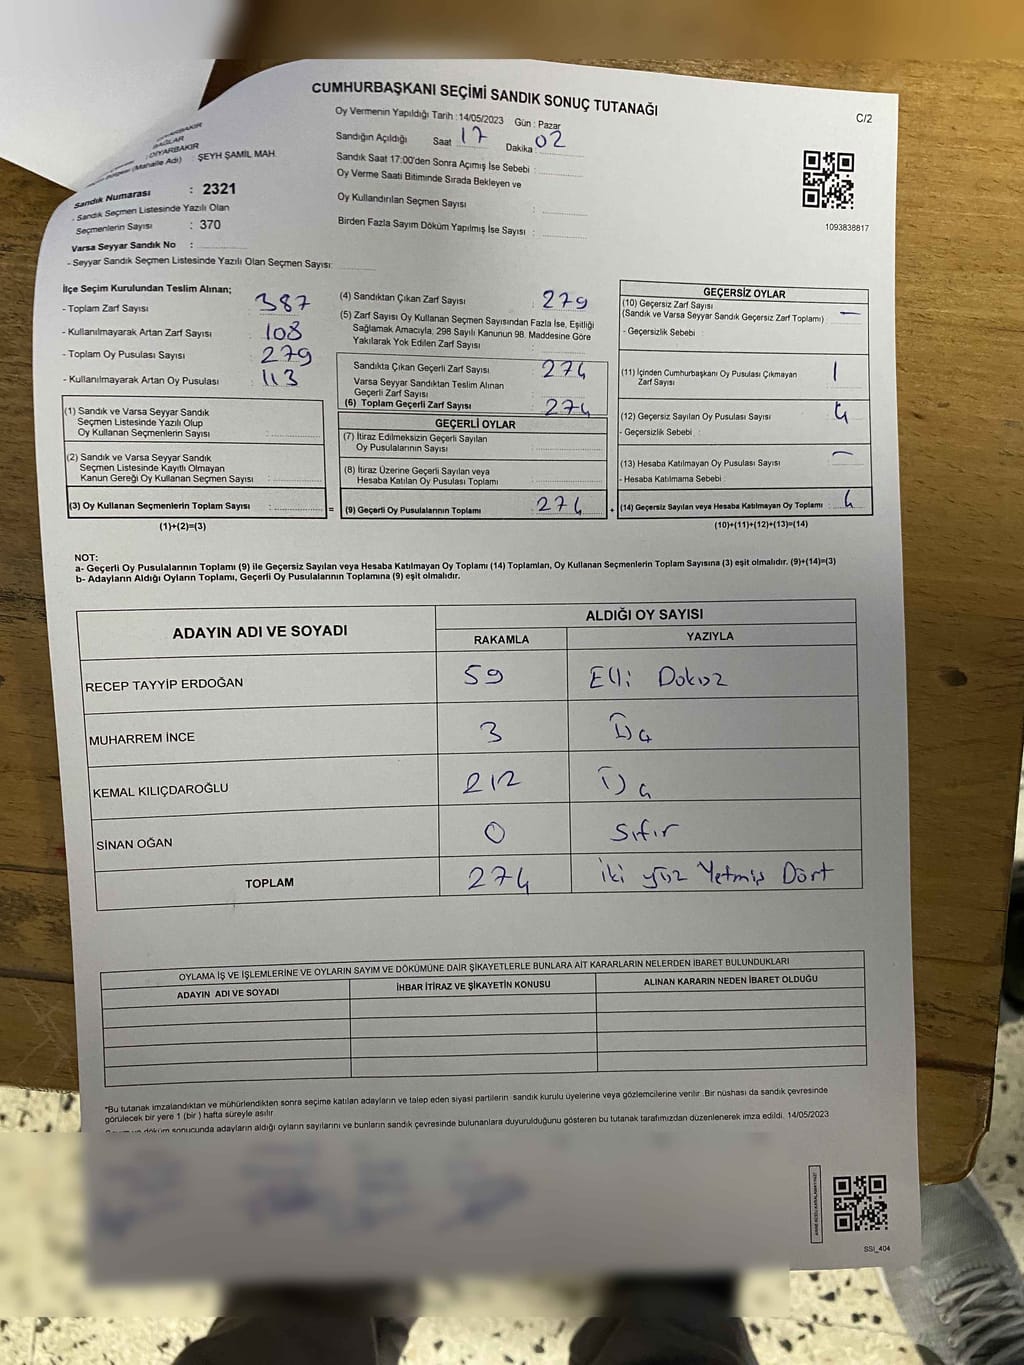 CUMHURBAŞKANI SEÇİMİ SANDIK SONUÇ TUTANAĞI
C/2
Oy Vermenin Yapıldığı Tarih :14/05/2023 Gün : Pazar
Sandığın Açıldığı Saat 17 Dakika : 02
Sandık Saat 17:00'den Sonra Açımış İse Sebebi :
Oy Verme Saati Bitiminde Sırada Bekleyen ve
Oy Kullandırılan Seçmen Sayısı :
Birden Fazla Sayım Döküm Yapılmış İse Sayısı :
1093838817
DİYARBAKIR
BAĞLAR
: DİYARBAKIR
(Mahalle Adı) : ŞEYH ŞAMİL MAH.
Sandık Numarası : 2321
- Sandık Seçmen Listesinde Yazılı Olan
Seçmenlerin Sayısı : 370
Varsa Seyyar Sandık No :
- Seyyar Sandık Seçmen Listesinde Yazılı Olan Seçmen Sayısı:
İlçe Seçim Kurulundan Teslim Alınan;
- Toplam Zarf Sayısı : 387
- Kullanılmayarak Artan Zarf Sayısı : 108
- Toplam Oy Pusulası Sayısı : 279
- Kullanılmayarak Artan Oy Pusulası : 113
(1) Sandık ve Varsa Seyyar Sandık
Seçmen Listesinde Yazılı Olup
Oy Kullanan Seçmenlerin Sayısı :
(2) Sandık ve Varsa Seyyar Sandık
Seçmen Listesinde Kayıtlı Olmayan
Kanun Gereği Oy Kullanan Seçmen Sayısı :
(3) Oy Kullanan Seçmenlerin Toplam Sayısı :
(1)+(2)=(3)
(4) Sandıktan Çıkan Zarf Sayısı : 279
(5) Zarf Sayısı Oy Kullanan Seçmen Sayısından Fazla İse, Eşitliği
Sağlamak Amacıyla, 298 Sayılı Kanunun 98. Maddesine Göre
Yakılarak Yok Edilen Zarf Sayısı :
Sandıkta Çıkan Geçerli Zarf Sayısı : 274
Varsa Seyyar Sandıktan Teslim Alınan
Geçerli Zarf Sayısı :
(6) Toplam Geçerli Zarf Sayısı : 274
GEÇERLİ OYLAR
(7) İtiraz Edilmeksizin Geçerli Sayılan
Oy Pusulalarının Sayısı :
(8) İtiraz Üzerine Geçerli Sayılan veya
Hesaba Katılan Oy Pusulası Toplamı :
=
(9) Geçerli Oy Pusulalarının Toplamı : 274
+
GEÇERSİZ OYLAR
(10) Geçersiz Zarf Sayısı
(Sandık ve Varsa Seyyar Sandık Geçersiz Zarf Toplamı) : —
- Geçersizlik Sebebi :
(11) İçinden Cumhurbaşkanı Oy Pusulası Çıkmayan
Zarf Sayısı : 1
(12) Geçersiz Sayılan Oy Pusulası Sayısı : 4
- Geçersizlik Sebebi :
(13) Hesaba Katılmayan Oy Pusulası Sayısı : —
- Hesaba Katılmama Sebebi :
(14) Geçersiz Sayılan veya Hesaba Katılmayan Oy Toplamı : 4
(10)+(11)+(12)+(13)=(14)
NOT:
a- Geçerli Oy Pusulalarının Toplamı (9) ile Geçersiz Sayılan veya Hesaba Katılmayan Oy Toplamı (14) Toplamları, Oy Kullanan Seçmenlerin Toplam Sayısına (3) eşit olmalıdır. (9)+(14)=(3)
b- Adayların Aldığı Oyların Toplamı, Geçerli Oy Pusulalarının Toplamına (9) eşit olmalıdır.
ADAYIN ADI VE SOYADI
ALDIĞI OY SAYISI
RAKAMLA YAZIYLA
RECEP TAYYİP ERDOĞAN 59 Elli Dokuz
MUHARREM İNCE 3
KEMAL KILIÇDAROĞLU 212
SİNAN OĞAN 0 Sıfır
TOPLAM 274 iki yüz Yetmiş Dört
OYLAMA İŞ VE İŞLEMLERİNE VE OYLARIN SAYIM VE DÖKÜMÜNE DAİR ŞİKAYETLERLE BUNLARA AİT KARARLARIN NELERDEN İBARET BULUNDUKLARI
ADAYIN ADI VE SOYADI İHBAR İTİRAZ VE ŞİKAYETİN KONUSU ALINAN KARARIN NEDEN İBARET OLDUĞU
*Bu tutanak imzalandıktan ve mühürlendikten sonra seçime katılan adayların ve talep eden siyasi partilerin sandık kurulu üyelerine veya gözlemcilerine verilir. Bir nüshası da sandık çevresinde
görülecek bir yere 1 (bir ) hafta süreyle asılır.
Sayım ve döküm sonucunda adayların aldığı oyların sayılarını ve bunların sandık çevresinde bulunanlara duyurulduğunu gösteren bu tutanak tarafımızdan düzenlenerek imza edildi. 14/05/2023
SSI_404